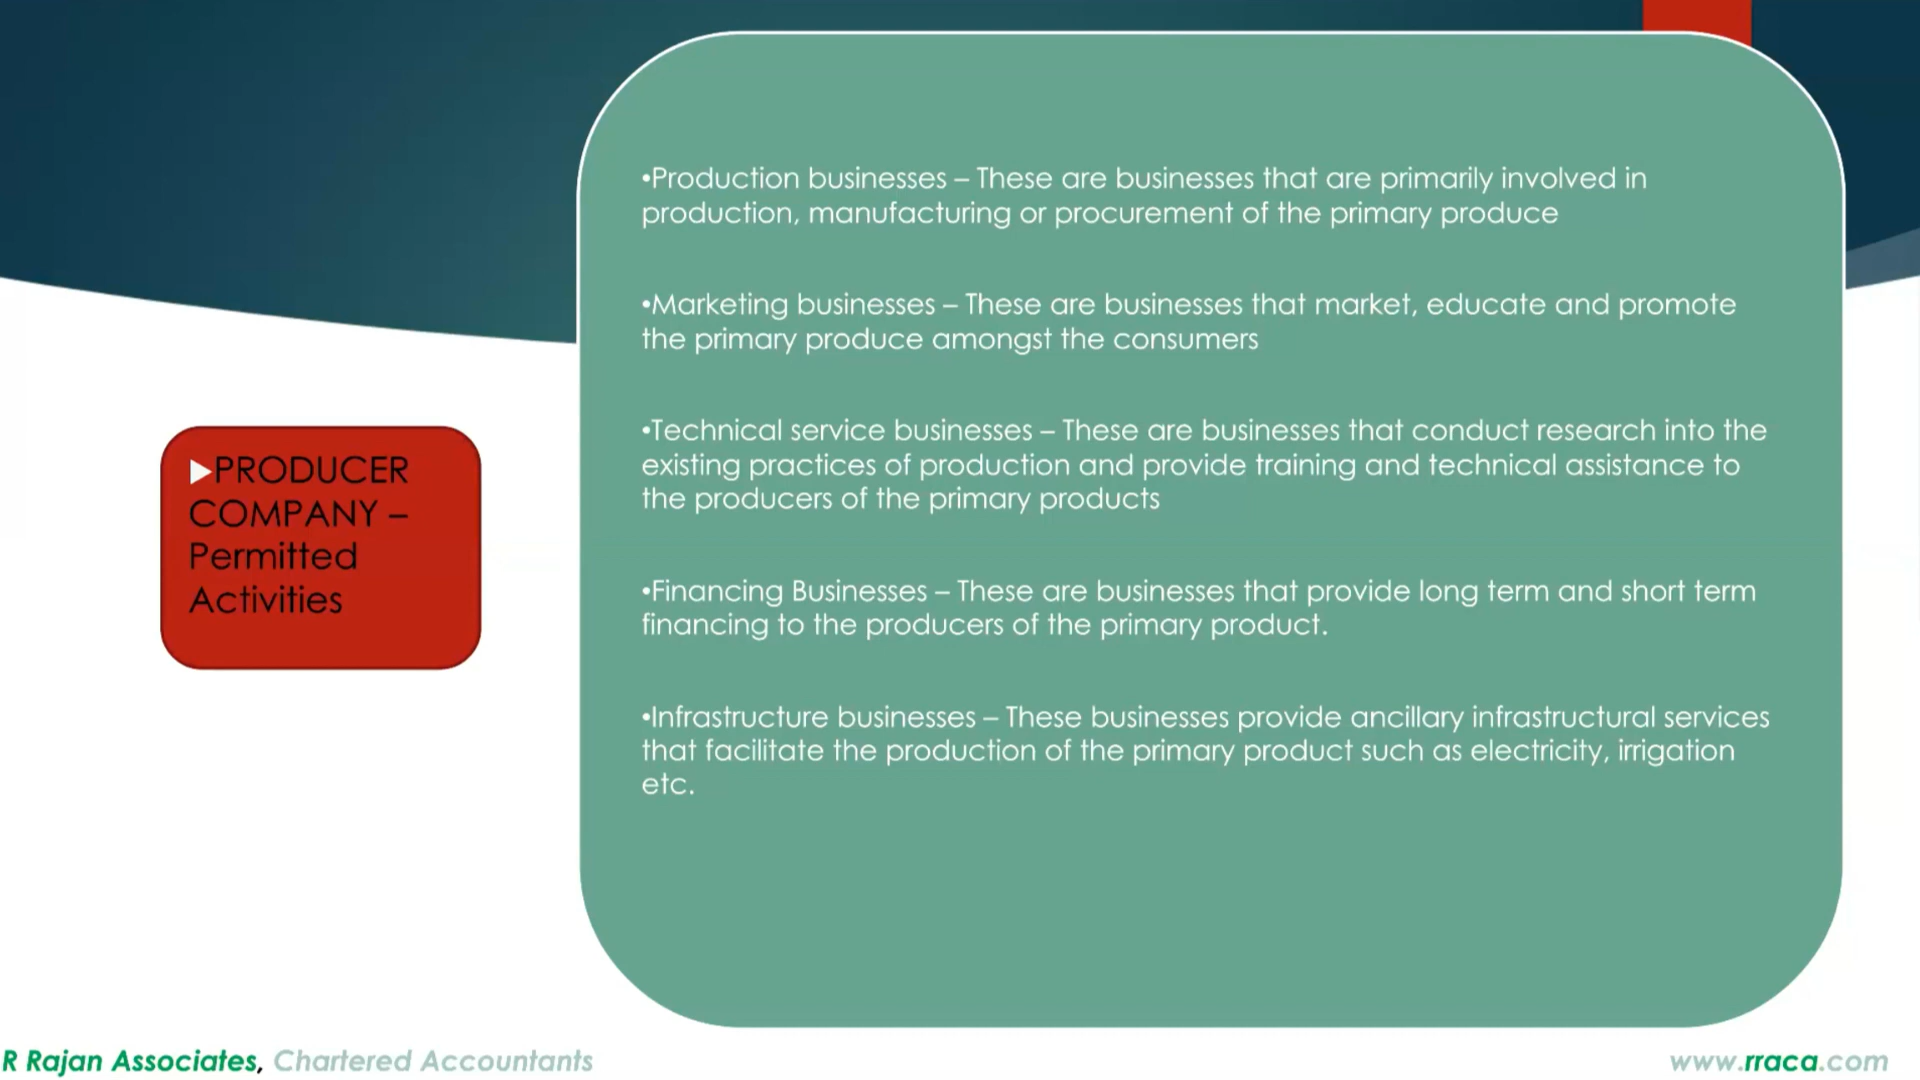 ▶PRODUCER
COMPANY –
Permitted
Activities
•Production businesses – These are businesses that are primarily involved in
production, manufacturing or procurement of the primary produce
•Marketing businesses – These are businesses that market, educate and promote
the primary produce amongst the consumers
•Technical service businesses – These are businesses that conduct research into the
existing practices of production and provide training and technical assistance to
the producers of the primary products
•Financing Businesses – These are businesses that provide long term and short term
financing to the producers of the primary product.
•Infrastructure businesses – These businesses provide ancillary infrastructural services
that facilitate the production of the primary product such as electricity, irrigation
etc.
R Rajan Associates, Chartered Accountants
www.rraca.com